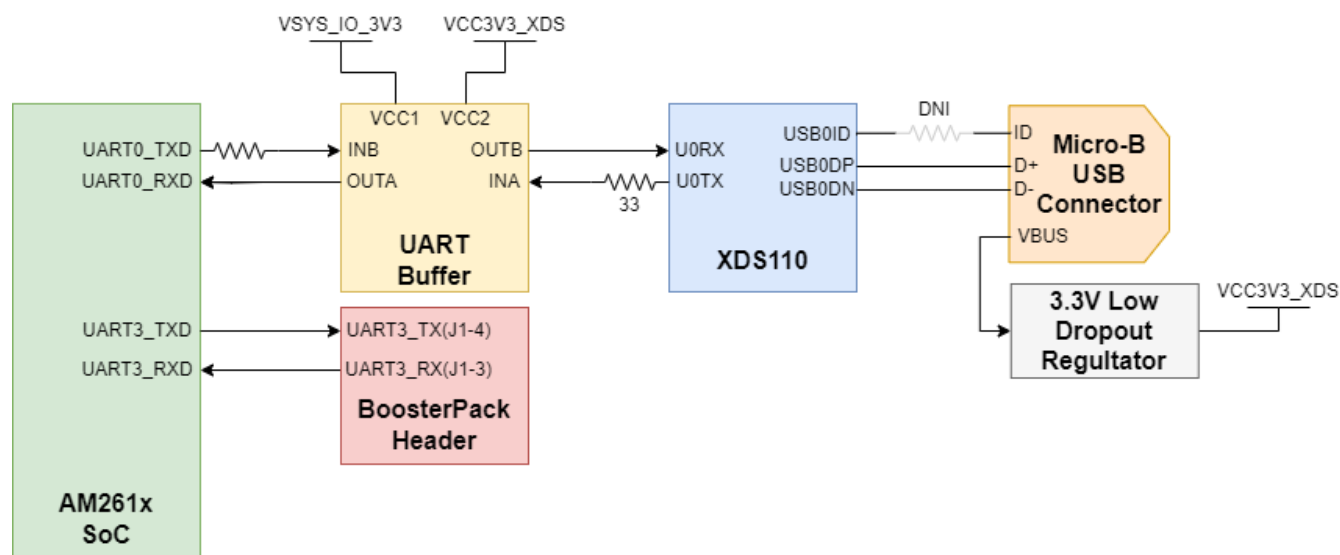 VSYS_IO_3V3
VCC3V3_XDS
VCC1
VCC2
UART0_TXD
UART0_RXD
INB
OUTA
OUTB
INA
UART
Buffer
33
U0RX
U0TX
USB0ID
USB0DP
USB0DN
XDS110
DNI
ID
D+
D-
VBUS
Micro-B
USB
Connector
3.3V Low
Dropout
Regultator
VCC3V3_XDS
UART3_TXD
UART3_RXD
UART3_TX(J1-4)
UART3_RX(J1-3)
BoosterPack
Header
AM261x
SoC